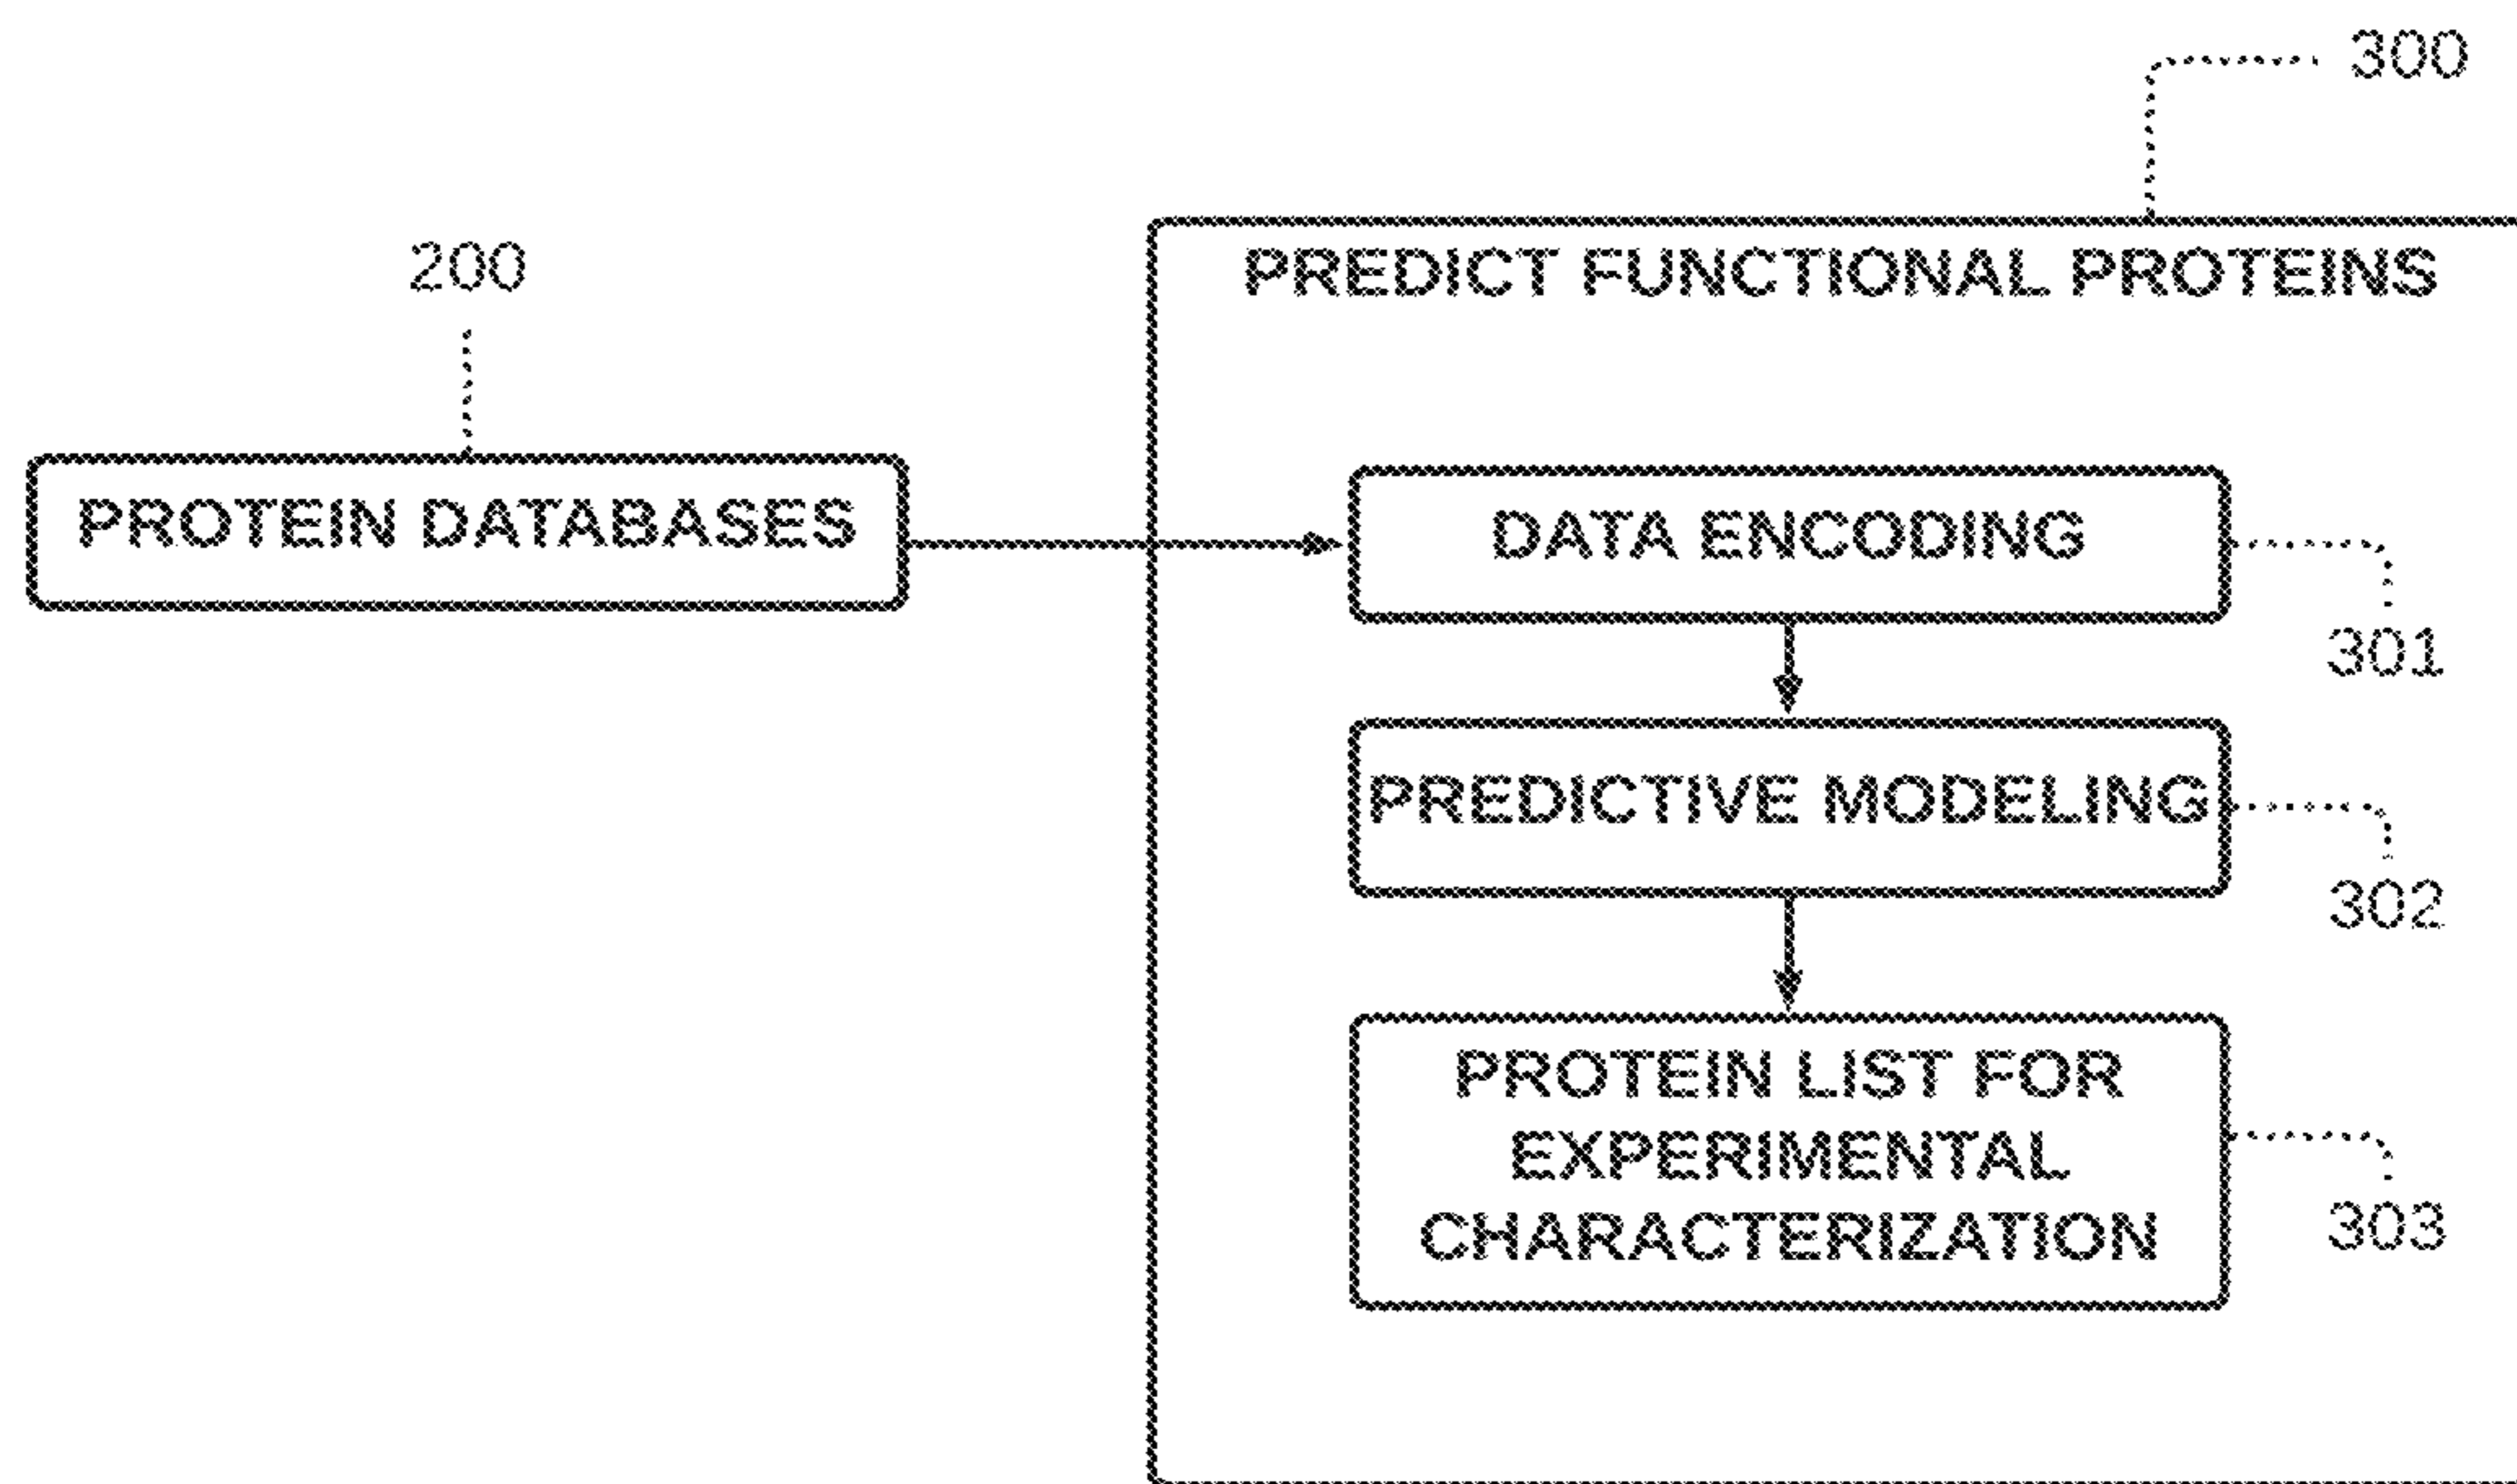 300
200
PREDICT FUNCTIONAL PROTEINS
PROTEIN DATABASES
DATA ENCODING
301
PREDICTIVE MODELING
302
PROTEIN LIST FOR
EXPERIMENTAL
CHARACTERIZATION
303